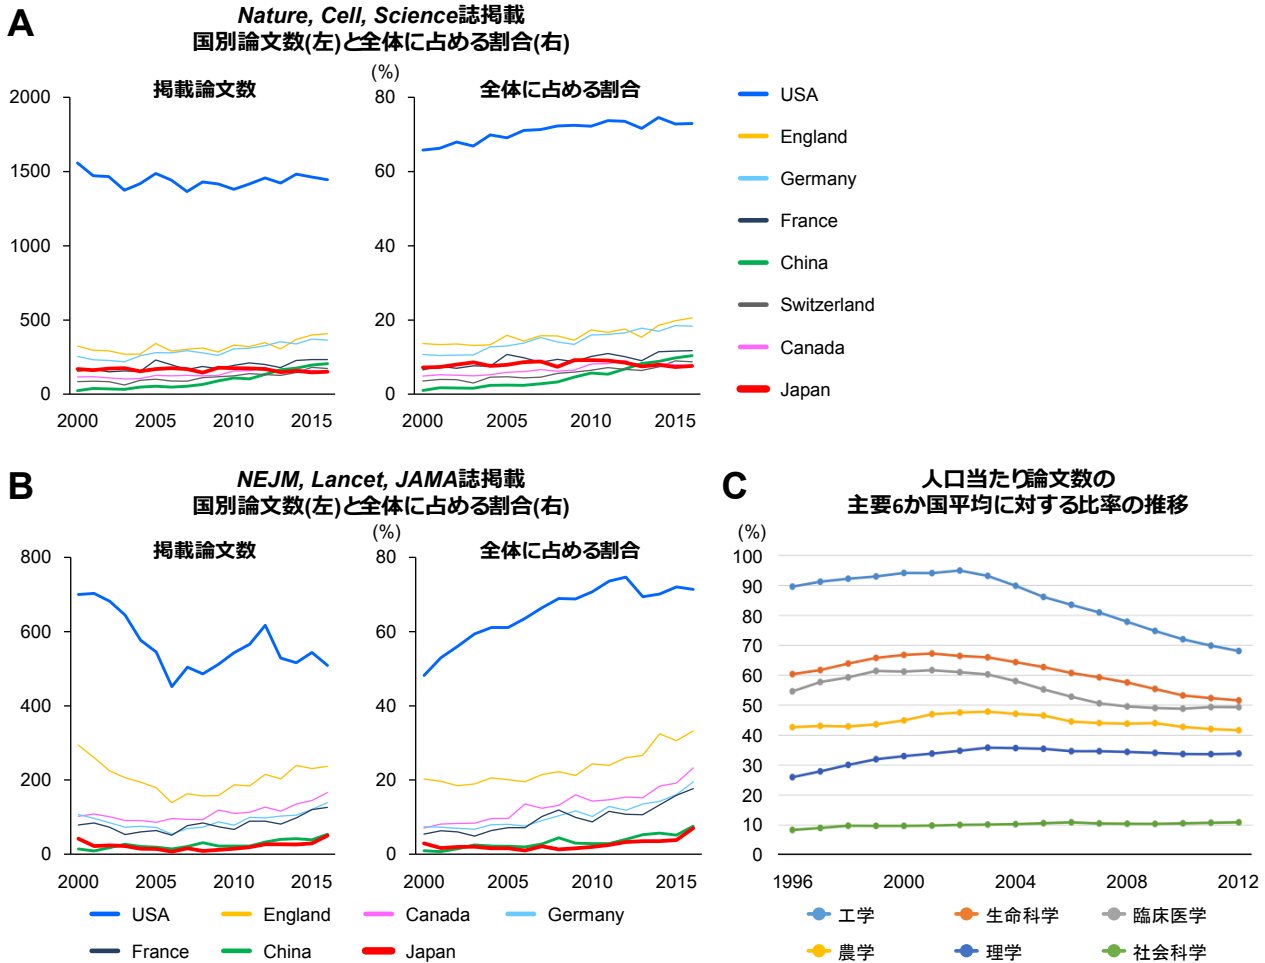 A
Nature, Cell, Science誌掲載
国別論文数(左)と全体に占める割合(右)
掲載論文数
2000
1500
1000
500
0
2000
2005
2010
2015
(%)
全体に占める割合
80
60
40
20
0
2000
2005
2010
2015
USA
England
Germany
France
China
Switzerland
Canada
Japan
B
NEJM, Lancet, JAMA誌掲載
国別論文数(左)と全体に占める割合(右)
掲載論文数
800
600
400
200
0
2000
2005
2010
2015
(%)
全体に占める割合
80
60
40
20
0
2000
2005
2010
2015
USA
England
Canada
Germany
France
China
Japan
C
人口当たり論文数の
主要6か国平均に対する比率の推移
(%)
100
90
80
70
60
50
40
30
20
10
0
1996
2000
2004
2008
2012
工学
生命科学
臨床医学
農学
理学
社会科学